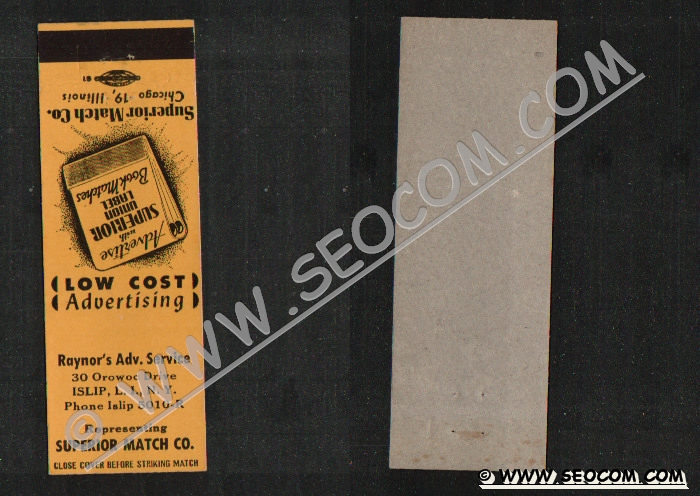 61
Superior Match Co.
Chicago 19, Illinois
Advertise
with
SUPERIOR
UNION
LABEL
Book Matches
LOW COST
Advertising
Raynor's Adv. Service
30 Orowoc Drive
ISLIP, L.I., N.Y.
Phone Islip 5010-R
Representing
SUPERIOR MATCH CO.
CLOSE COVER BEFORE STRIKING MATCH
© WWW.SEOCOM.COM
© WWW.SEOCOM.COM